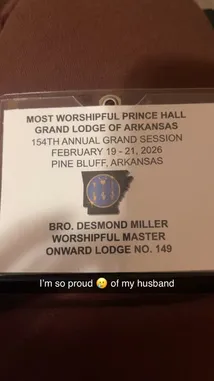 MOST WORSHIPFUL PRINCE HALL
GRAND LODGE OF ARKANSAS
154TH ANNUAL GRAND SESSION
FEBRUARY 19 - 21, 2026
PINE BLUFF, ARKANSAS
BRO. DESMOND MILLER
WORSHIPFUL MASTER
ONWARD LODGE NO. 149
I'm so proud 🥲 of my husband